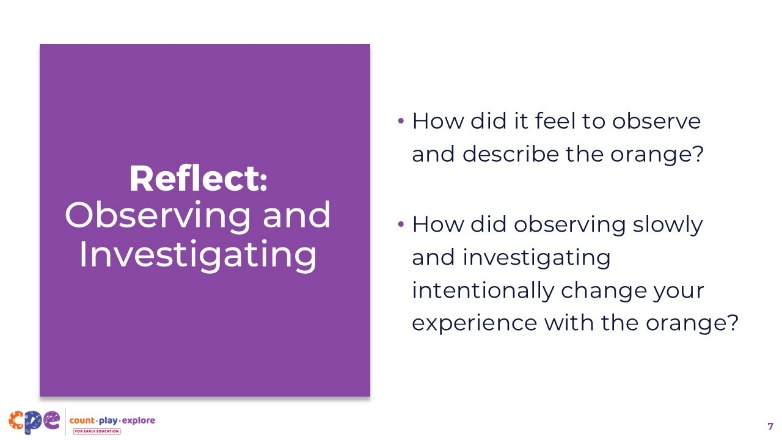 Reflect:
Observing and
Investigating
• How did it feel to observe
and describe the orange?
• How did observing slowly
and investigating
intentionally change your
experience with the orange?
cpe
count·play·explore
FOR EARLY EDUCATION
7